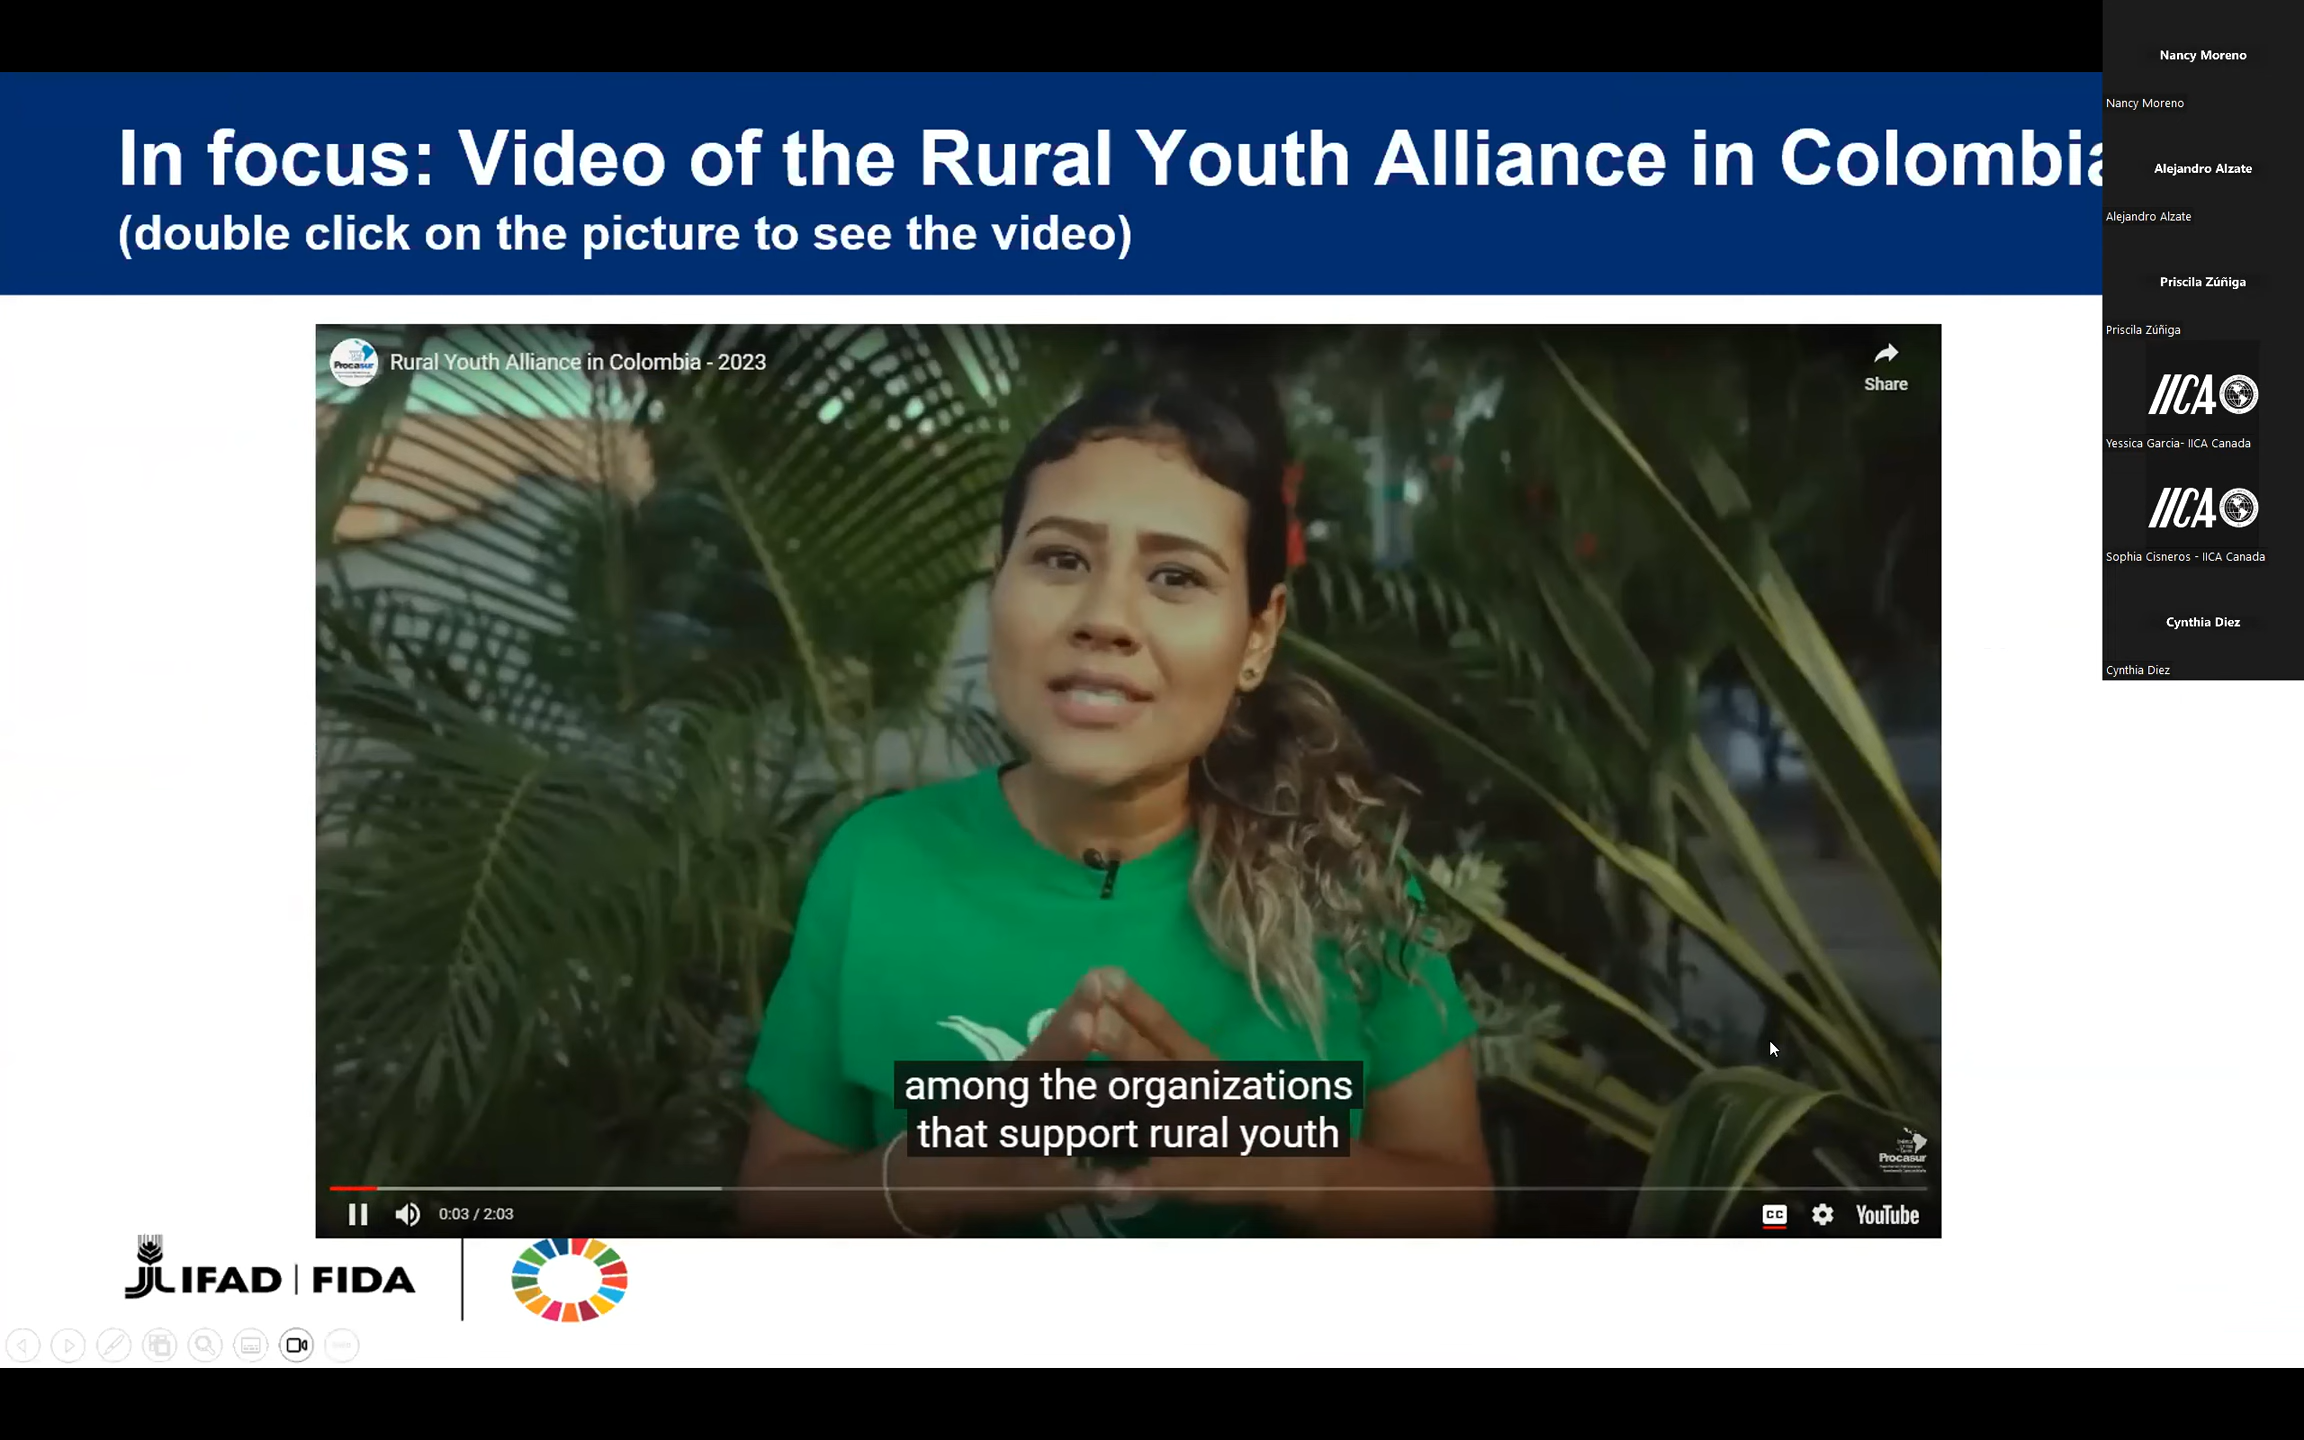 In focus: Video of the Rural Youth Alliance in Colombia
(double click on the picture to see the video)
Procasur
Rural Youth Alliance in Colombia - 2023
Share
among the organizations
that support rural youth
Procasur
0:03 / 2:03
CC
YouTube
IFAD | FIDA
Nancy Moreno
Nancy Moreno
Alejandro Alzate
Alejandro Alzate
Priscila Zúñiga
Priscila Zúñiga
IICA
Yessica Garcia- IICA Canada
IICA
Sophia Cisneros - IICA Canada
Cynthia Diez
Cynthia Diez